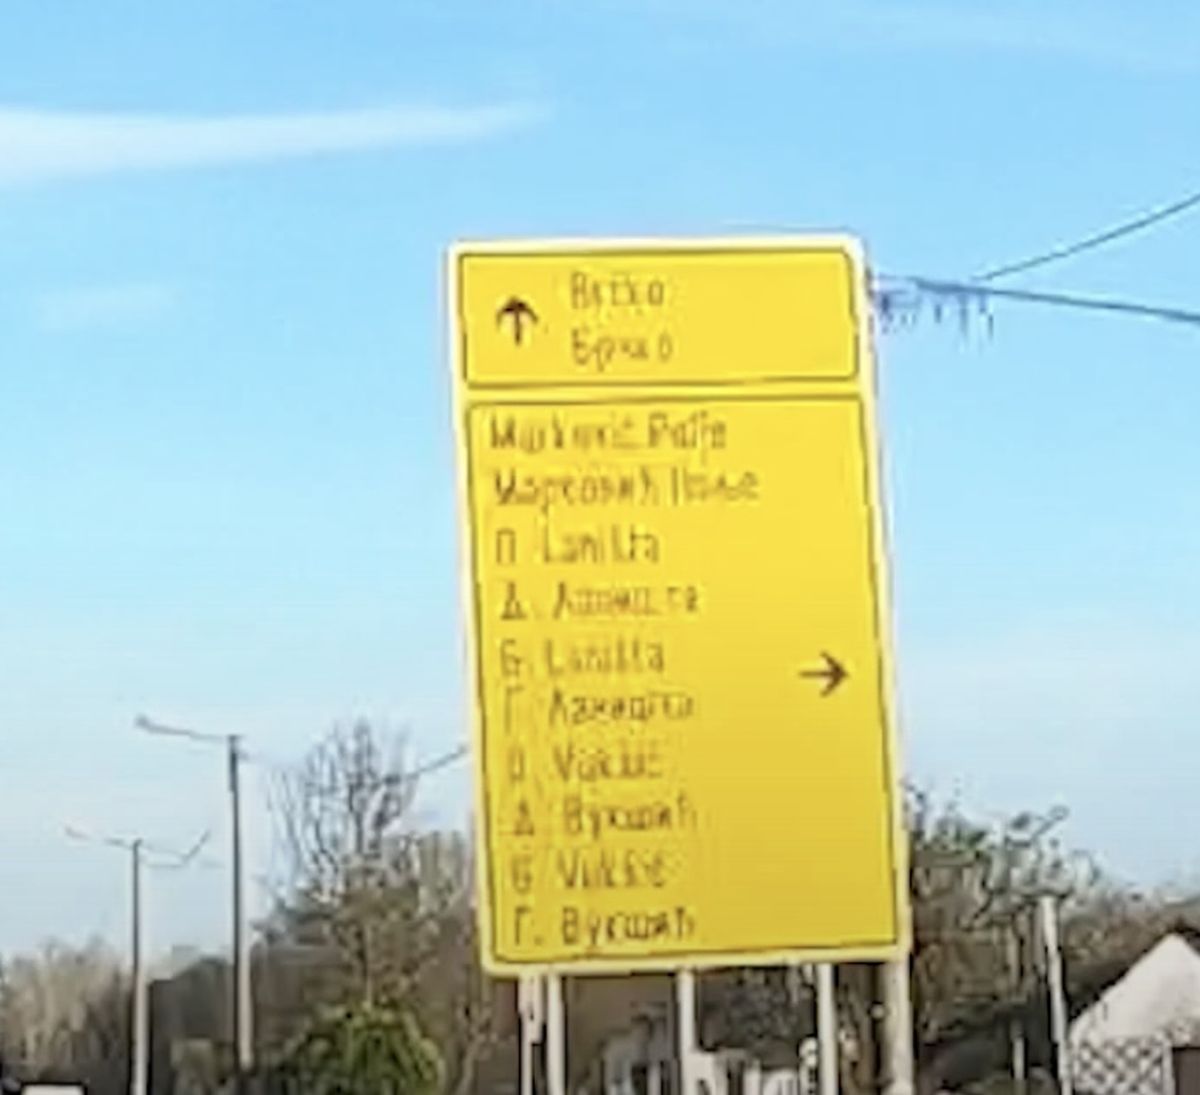 Brčko
Брчко
Marković Polje
Марковић Поље
D. Laništa
Д. Ланишта
G. Laništa
Г. Ланишта
D. Vukšić
Д. Вукшић
G. Vukšić
Г. Вукшић